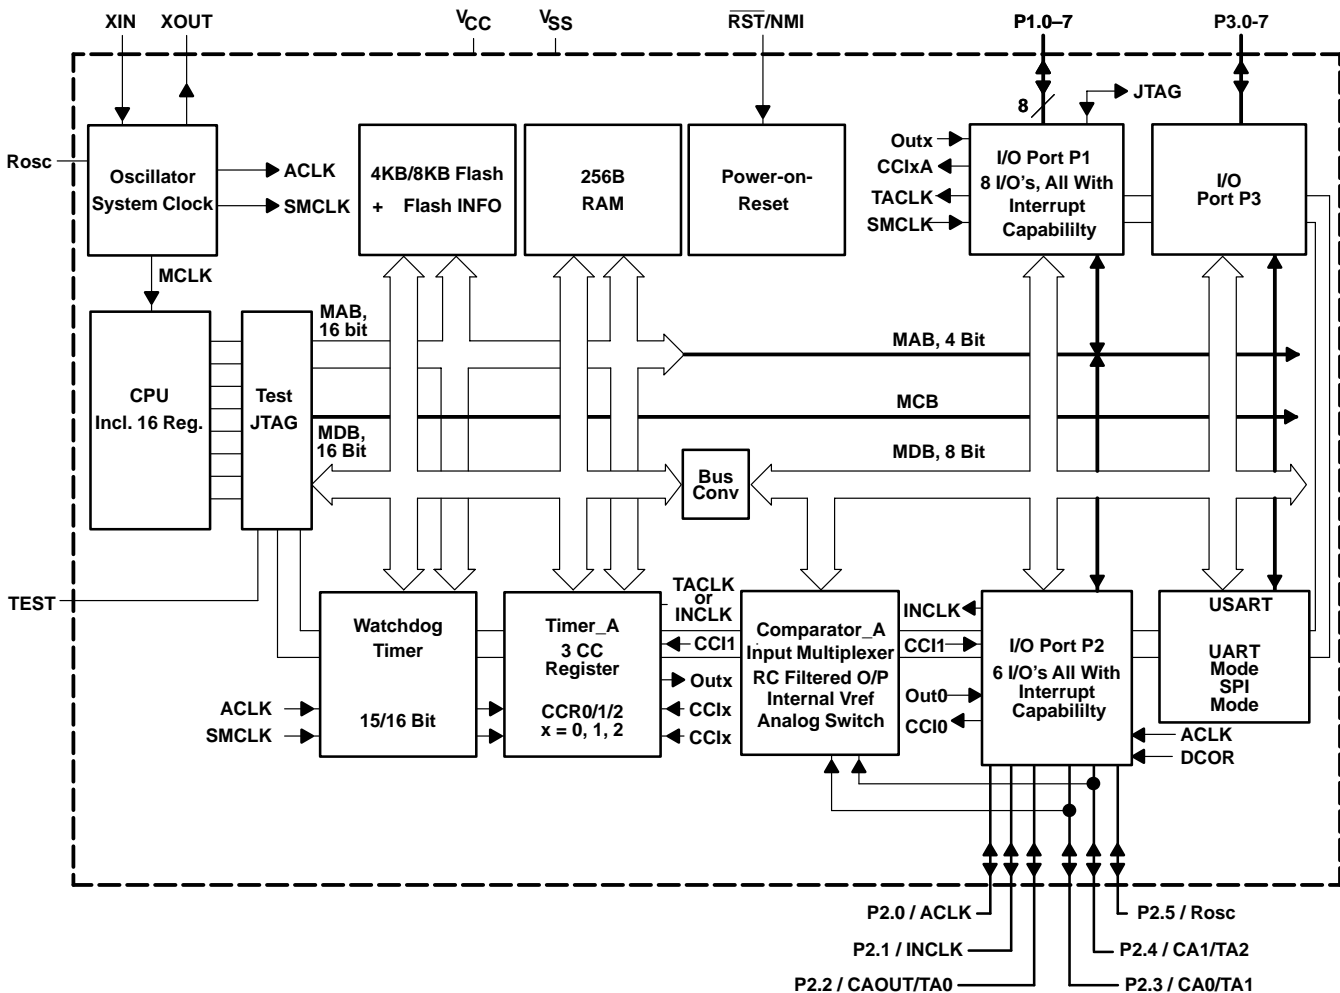 XIN
XOUT
VCC
VSS
RST/NMI
P1.0–7
P3.0-7
8
JTAG
Rosc
Oscillator
System Clock
ACLK
SMCLK
4KB/8KB Flash
+ Flash INFO
256B
RAM
Power-on-
Reset
Outx
CCIxA
TACLK
SMCLK
I/O Port P1
8 I/O's, All With
Interrupt
Capabililty
I/O
Port P3
MCLK
MAB,
16 bit
MAB, 4 Bit
CPU
Incl. 16 Reg.
Test
JTAG
MCB
MDB,
16 Bit
Bus
Conv
MDB, 8 Bit
TEST
Watchdog
Timer
15/16 Bit
ACLK
SMCLK
Timer_A
3 CC
Register
CCR0/1/2
x = 0, 1, 2
TACLK
or
INCLK
CCI1
Outx
CCIx
CCIx
Comparator_A
Input Multiplexer
RC Filtered O/P
Internal Vref
Analog Switch
INCLK
CCI1
Out0
CCI0
I/O Port P2
6 I/O's All With
Interrupt
Capabililty
USART
UART
Mode
SPI
Mode
ACLK
DCOR
P2.0 / ACLK
P2.5 / Rosc
P2.1 / INCLK
P2.4 / CA1/TA2
P2.2 / CAOUT/TA0
P2.3 / CA0/TA1